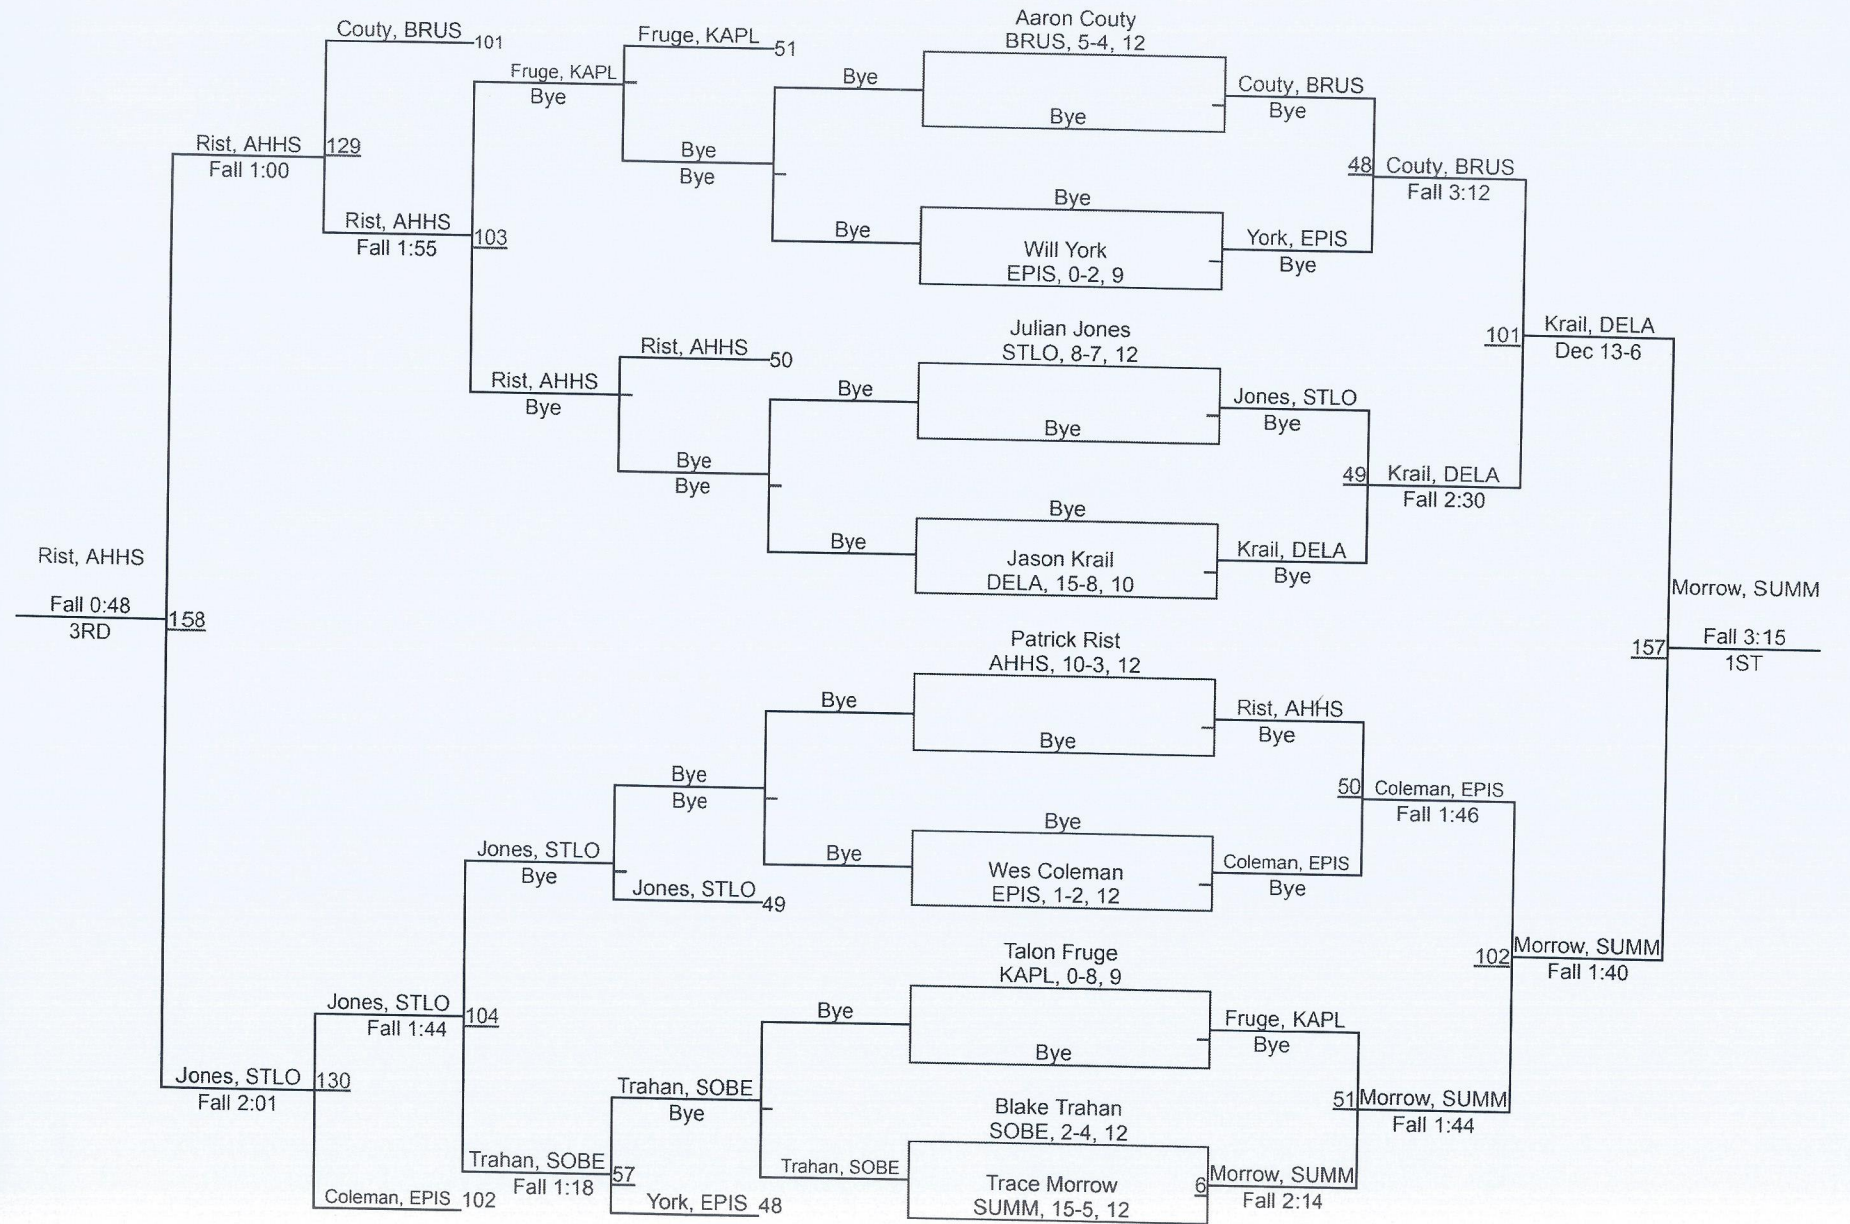 Aaron Couty
BRUS, 5-4, 12
Couty, BRUS 101
Fruge, KAPL 51
Fruge, KAPL
Bye
Bye
Bye
Couty, BRUS
Bye
Rist, AHHS 129
Fall 1:00
Bye
Bye
48 Couty, BRUS
Fall 3:12
Rist, AHHS
Fall 1:55
103
Bye
Bye
Will York
EPIS, 0-2, 9
York, EPIS
Bye
Julian Jones
STLO, 8-7, 12
Rist, AHHS 50
101 Krail, DELA
Dec 13-6
Rist, AHHS
Bye
Bye
Bye
Jones, STLO
Bye
Bye
Bye
49 Krail, DELA
Fall 2:30
Bye
Bye
Jason Krail
DELA, 15-8, 10
Krail, DELA
Bye
Rist, AHHS
Fall 0:48
3RD
158
Morrow, SUMM
157 Fall 3:15
1ST
Patrick Rist
AHHS, 10-3, 12
Bye
Bye
Rist, AHHS
Bye
Bye
Bye
50 Coleman, EPIS
Fall 1:46
Jones, STLO
Bye
Bye
Bye
Wes Coleman
EPIS, 1-2, 12
Coleman, EPIS
Bye
Jones, STLO 49
Talon Fruge
KAPL, 0-8, 9
102 Morrow, SUMM
Fall 1:40
Jones, STLO
Fall 1:44
104
Bye
Bye
Fruge, KAPL
Bye
Jones, STLO 130
Fall 2:01
Trahan, SOBE
Bye
Blake Trahan
SOBE, 2-4, 12
51 Morrow, SUMM
Fall 1:44
Trahan, SOBE
Fall 1:18
57
Trahan, SOBE
Trace Morrow
SUMM, 15-5, 12
6 Morrow, SUMM
Fall 2:14
Coleman, EPIS 102
York, EPIS 48